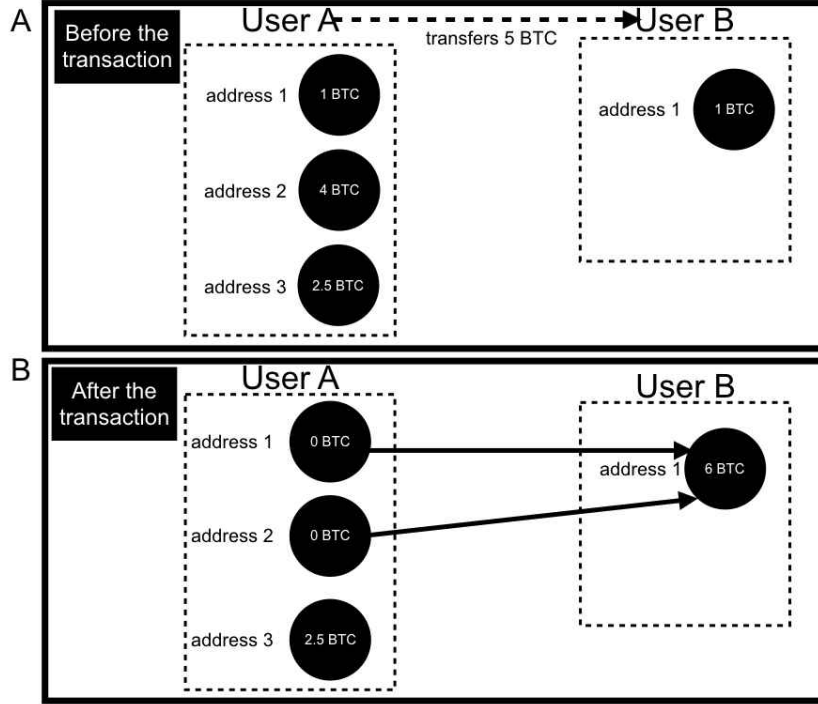 A
Before the
transaction
User A
transfers 5 BTC
User B
address 1
1 BTC
address 1
1 BTC
address 2
4 BTC
address 3
2.5 BTC
B
After the
transaction
User A
User B
address 1
0 BTC
address 1
6 BTC
address 2
0 BTC
address 3
2.5 BTC